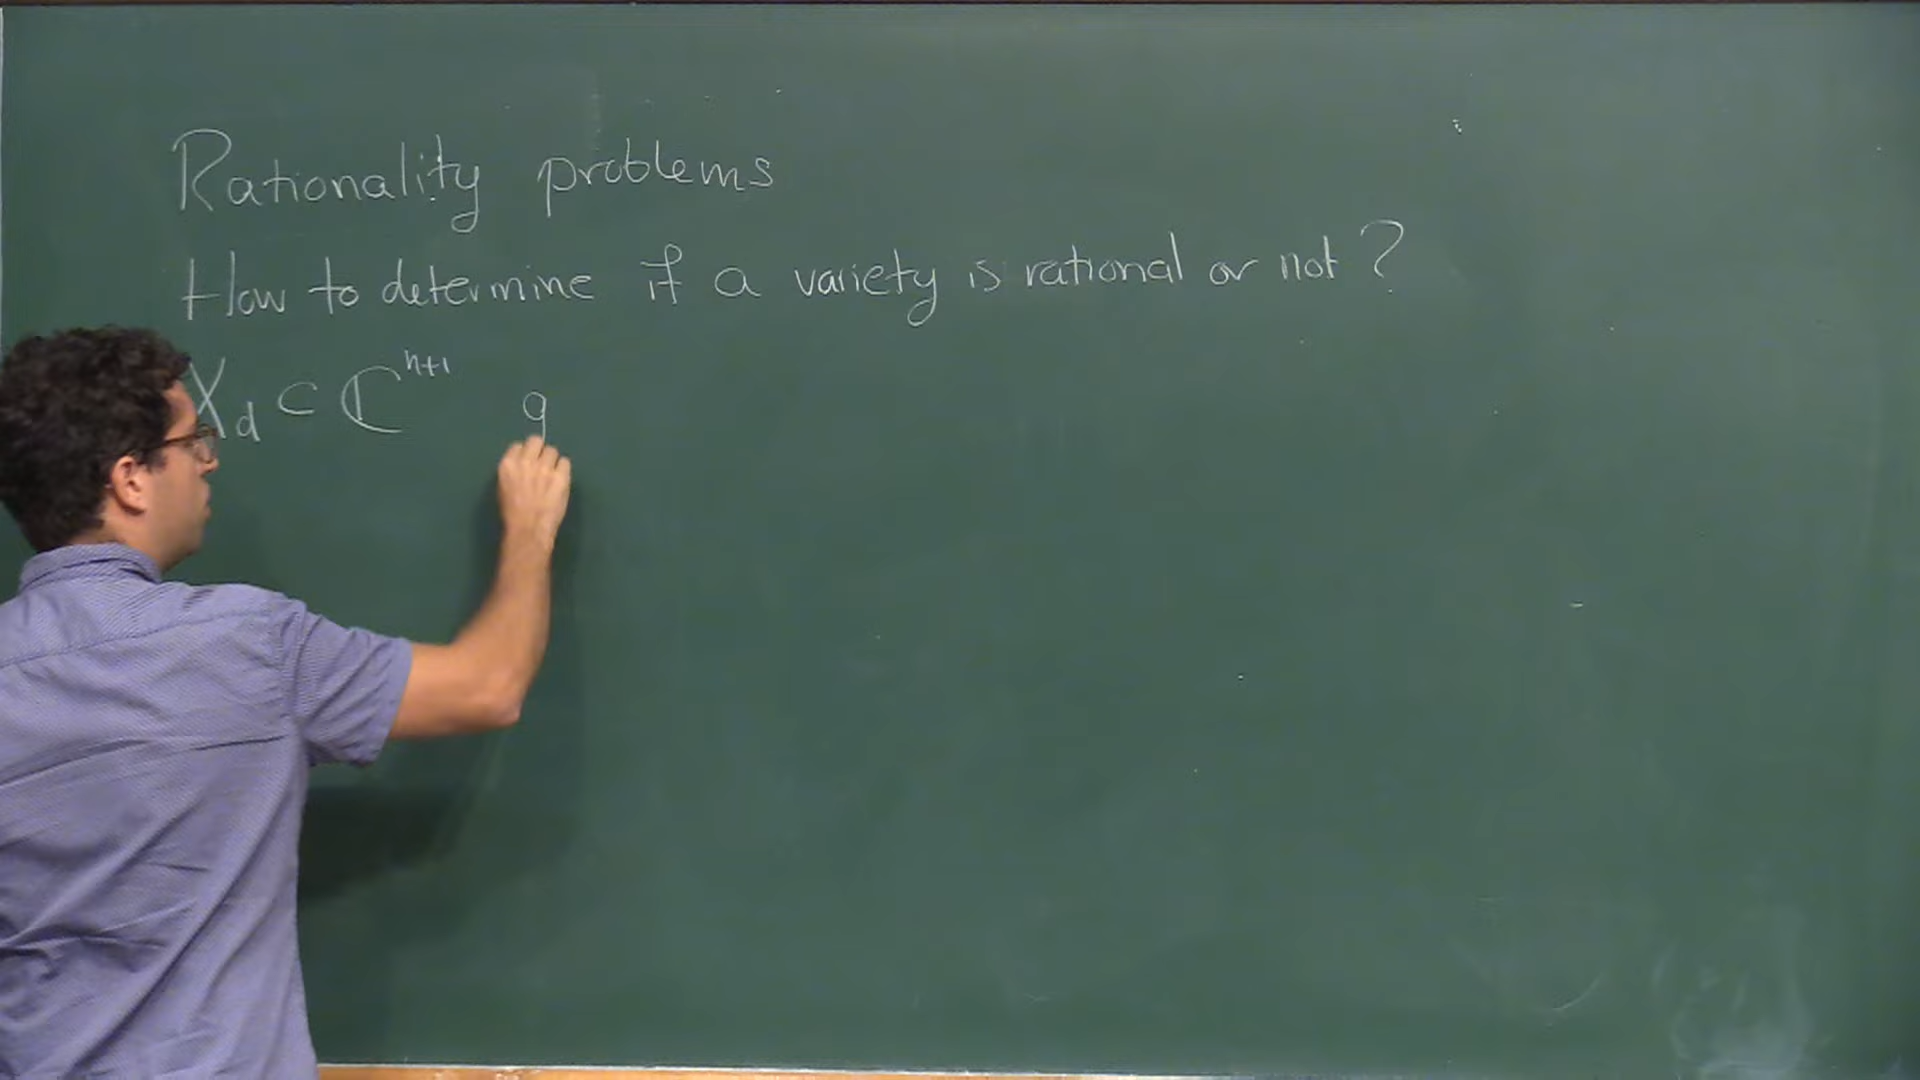 Rationality problems
How to determine if a variety is rational or not?
X_d ⊂ ℂ^{n+1} g